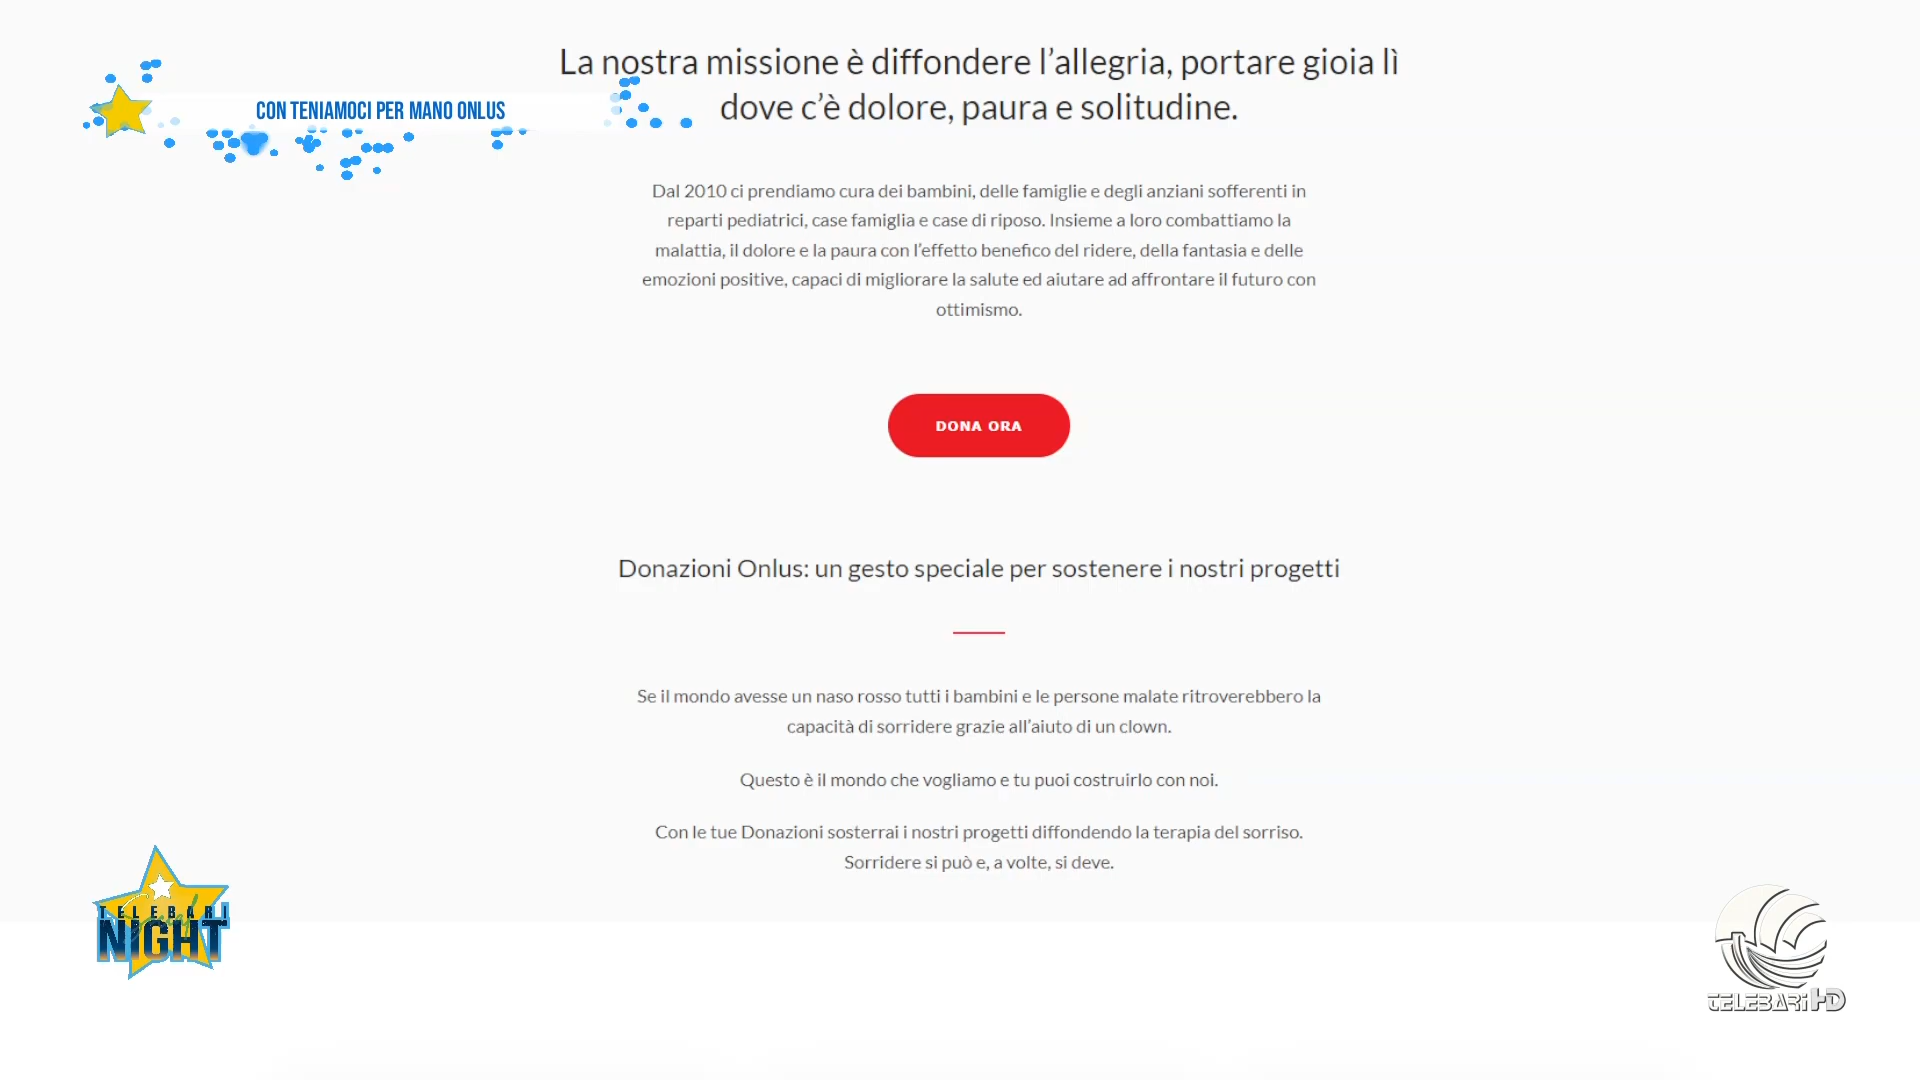 La nostra missione è diffondere l’allegria, portare gioia lì
dove c’è dolore, paura e solitudine.
CON TENIAMOCI PER MANO ONLUS
Dal 2010 ci prendiamo cura dei bambini, delle famiglie e degli anziani sofferenti in
reparti pediatrici, case famiglia e case di riposo. Insieme a loro combattiamo la
malattia, il dolore e la paura con l’effetto benefico del ridere, della fantasia e delle
emozioni positive, capaci di migliorare la salute ed aiutare ad affrontare il futuro con
ottimismo.
DONA ORA
Donazioni Onlus: un gesto speciale per sostenere i nostri progetti
Se il mondo avesse un naso rosso tutti i bambini e le persone malate ritroverebbero la
capacità di sorridere grazie all’aiuto di un clown.
Questo è il mondo che vogliamo e tu puoi costruirlo con noi.
Con le tue Donazioni sosterrai i nostri progetti diffondendo la terapia del sorriso.
Sorridere si può e, a volte, si deve.
TELEBARI
NIGHT
TELEBARI HD